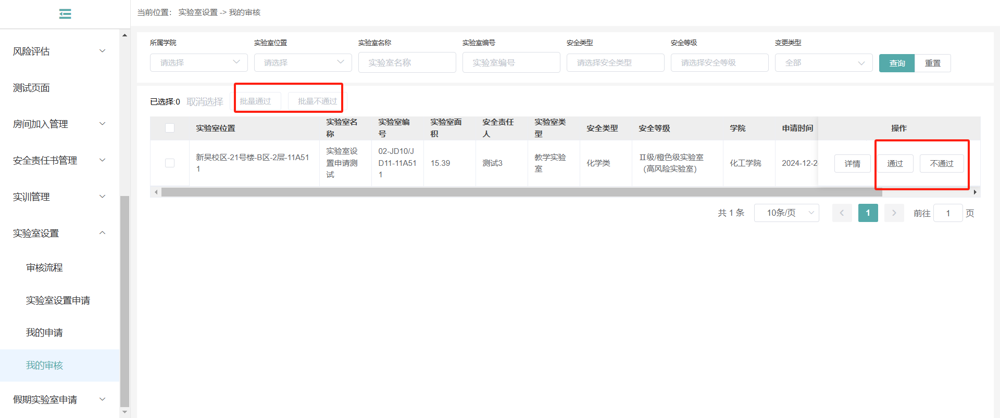 当前位置： 实验室设置 -> 我的审核
风险评估
测试页面
房间加入管理
安全责任书管理
实训管理
实验室设置
审核流程
实验室设置申请
我的申请
我的审核
假期实验室申请
所属学院 实验室位置 实验室名称 实验室编号 安全类型 安全等级 变更类型
请选择 请选择 实验室名称 实验室编号 请选择安全类型 请选择安全等级 全部 查询 重置
已选择:0 取消选择 批量通过 批量不通过
实验室位置 实验室名称 实验室编号 实验室面积 安全责任人 实验室类型 安全类型 安全等级 学院 申请时间 操作
新吴校区-21号楼-B区-2层-11A511 实验室设置申请测试 02-JD10/JD11-11A511 15.39 测试3 教学实验室 化学类 Ⅱ级/橙色级实验室（高风险实验室） 化工学院 2024-12-2 详情 通过 不通过
共 1 条 10条/页 1 前往 1 页